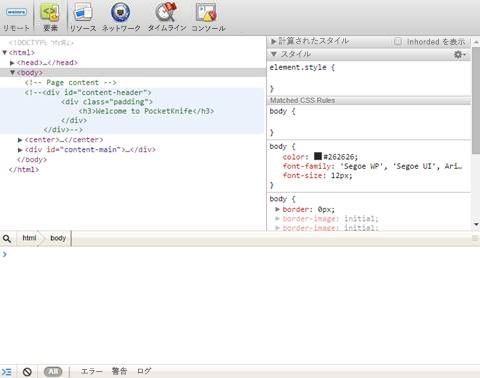 リモート 要素 リソース ネットワーク タイムライン コンソール
<html>
▶<head>…</head>
▼<body>
<!-- Page content -->
<!--<div id="content-header">
<div class="padding">
<h3>Welcome to PocketKnife</h3>
</div>
</div>-->
▶<center>…</center>
▶<div id="content-main">…</div>
</body>
</html>
▶計算されたスタイル Inhorded を表示
▼ スタイル
element.style {
}
Matched CSS Rules
body {
}
body {
color: #262626;
font-family: 'Segoe WP', 'Segoe UI', Ari…
font-size: 12px;
}
body {
▶ border: 0px;
▶ border-image: initial;
▶ border-image: initial;
html body
All エラー 警告 ログ